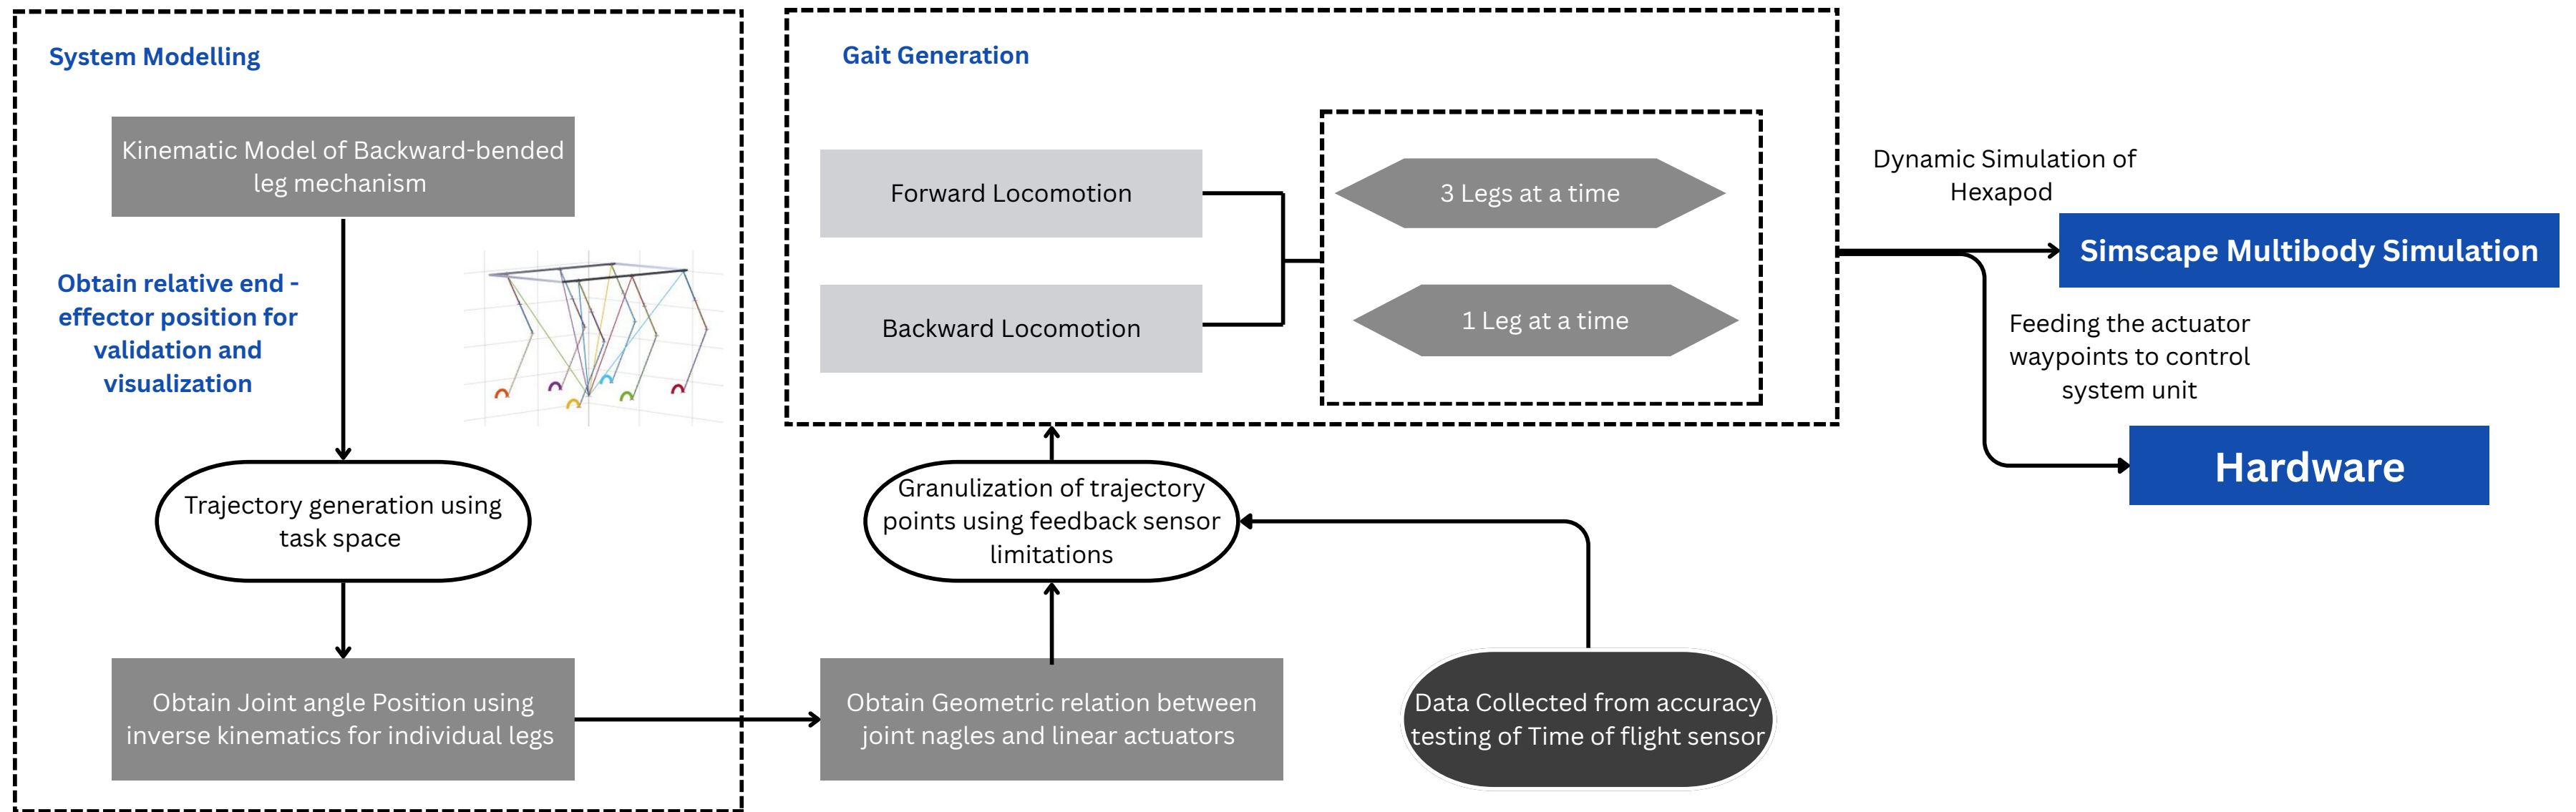 System Modelling
Kinematic Model of Backward-bended
leg mechanism
Obtain relative end -
effector position for
validation and
visualization
Trajectory generation using
task space
Obtain Joint angle Position using
inverse kinematics for individual legs
Gait Generation
Forward Locomotion
Backward Locomotion
3 Legs at a time
1 Leg at a time
Granulization of trajectory
points using feedback sensor
limitations
Obtain Geometric relation between
joint nagles and linear actuators
Data Collected from accuracy
testing of Time of flight sensor
Dynamic Simulation of
Hexapod
Simscape Multibody Simulation
Feeding the actuator
waypoints to control
system unit
Hardware